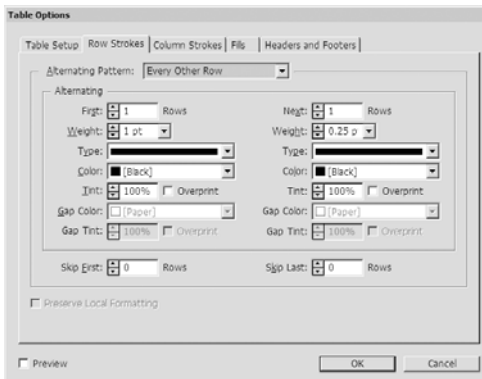 Table Options
Table Setup Row Strokes Column Strokes Fills Headers and Footers
Alternating Pattern: Every Other Row
Alternating
First: 1 Rows Next: 1 Rows
Weight: 1 pt Weight: 0.25 p
Type: Type:
Color: [Black] Color: [Black]
Tint: 100% Overprint Tint: 100% Overprint
Gap Color: [Paper] Gap Color: [Paper]
Gap Tint: 100% Overprint Gap Tint: 100% Overprint
Skip First: 0 Rows Skip Last: 0 Rows
Preserve Local Formatting
Preview OK Cancel